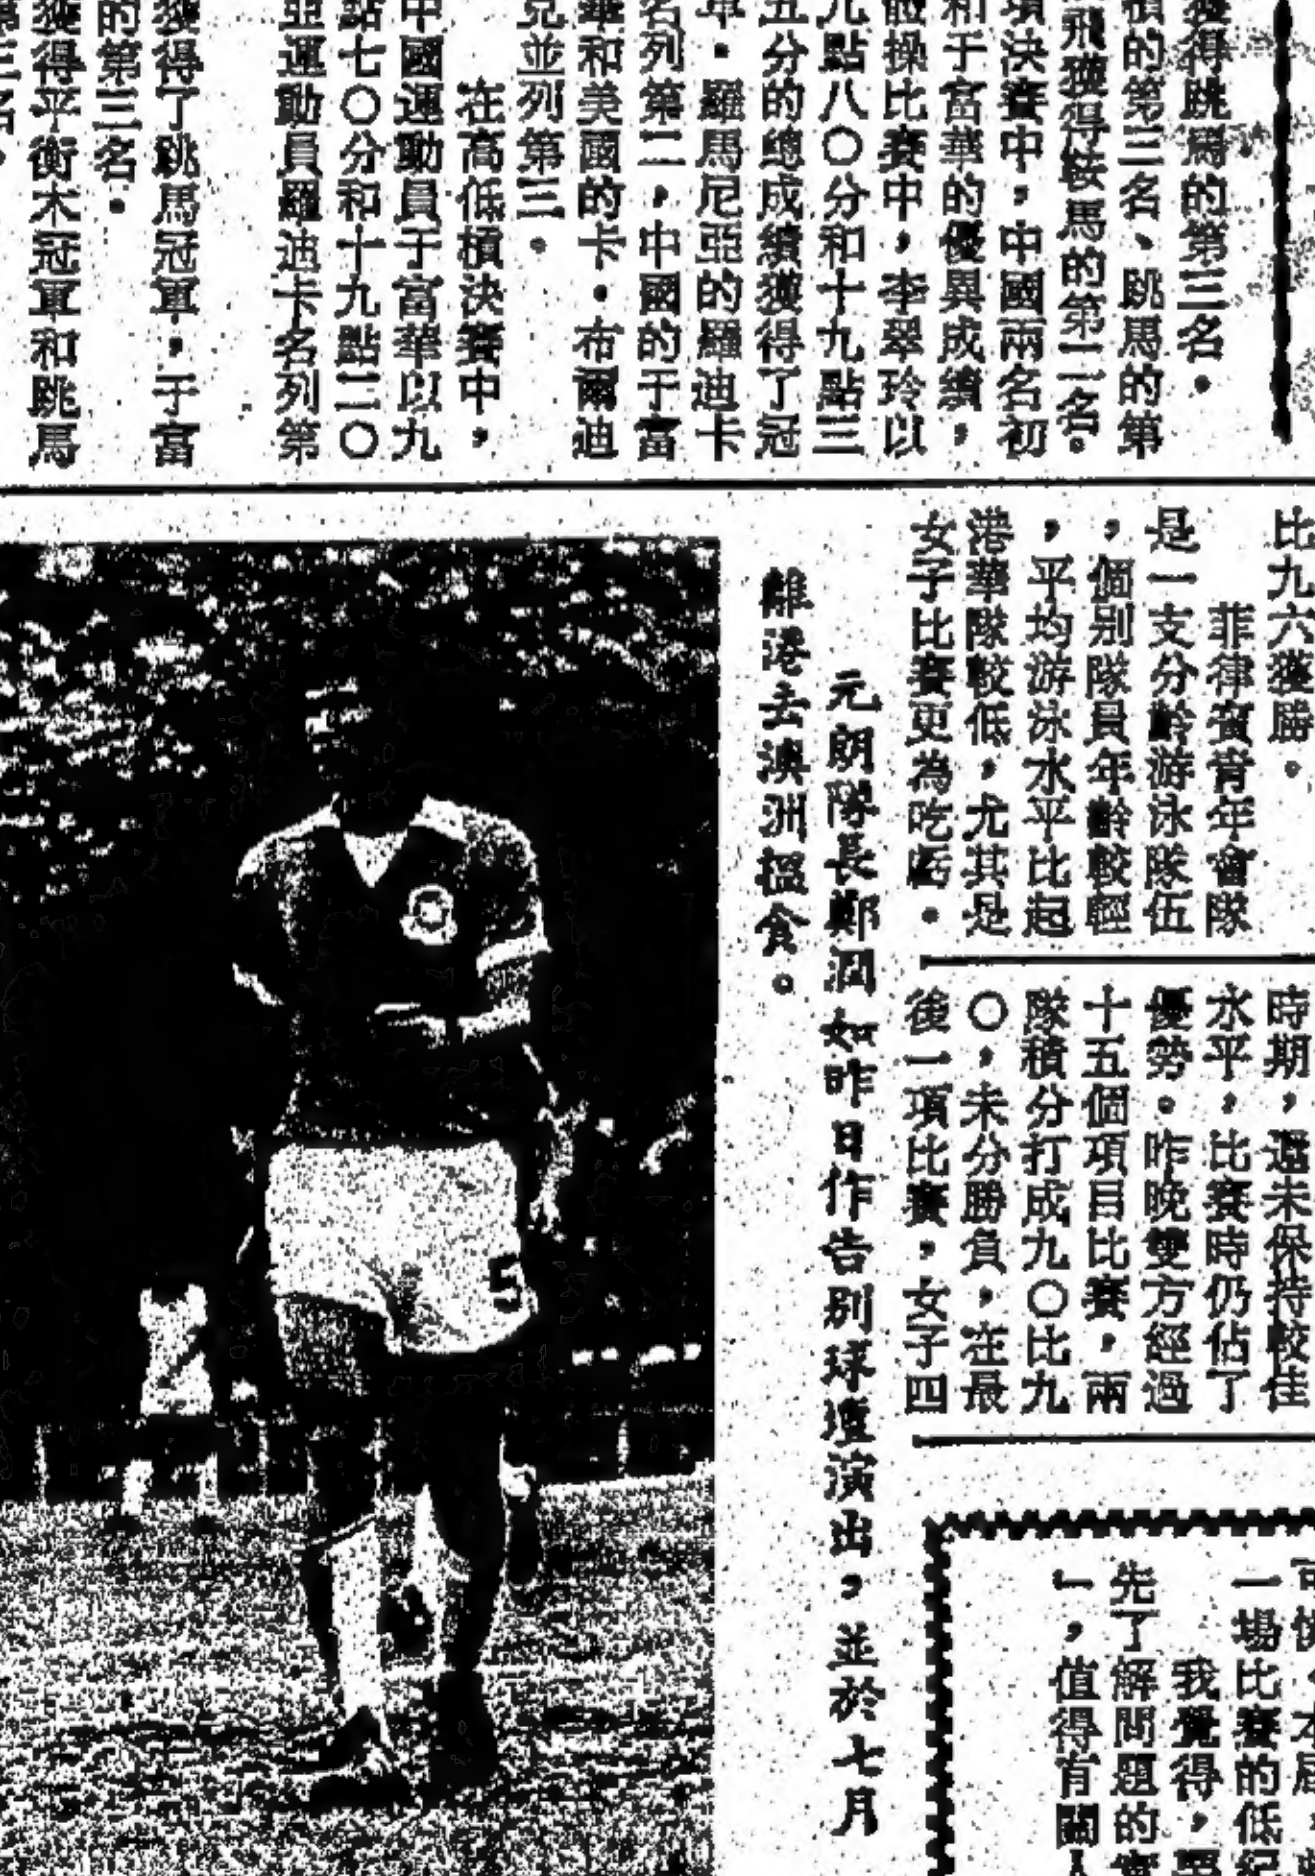 獲得跳馬的第三名。
槓的第三名、跳馬的第
飛獲得鞍馬的第二名。
項決賽中，中國兩名初
和于富華的優異成績，
體操比賽中，李翠玲以
九點八〇分和十九點三
五分的總成績獲得了冠
軍。羅馬尼亞的羅迪卡
名列第二，中國的于富
華和美國的卡·布爾迪
克並列第三。
在高低槓決賽中，
中國運動員于富華以九
點七〇分和十九點二〇
亞運動員羅迪卡名列第
獲得了跳馬冠軍，于富
的第三名。
獲得平衡木冠軍和跳馬
第三名。
比九六獲勝。
菲律賓青年會隊
是一支分齡游泳隊伍
，個別隊員年齡較輕
，平均游泳水平比起
港華隊較低，尤其是
女子比賽更為吃虧。
時期，還未保持較佳
水平，比賽時仍佔了
優勢。昨晚雙方經過
十五個項目比賽，兩
隊積分打成九〇比九
〇，未分勝負，在最
後一項比賽，女子四
元朗隊長鄭潤如昨日作告別球壇演出，並於七月
離港去澳洲搵食。
5
一場比賽的低
我覺得，
先了解問題的
」，值得有關